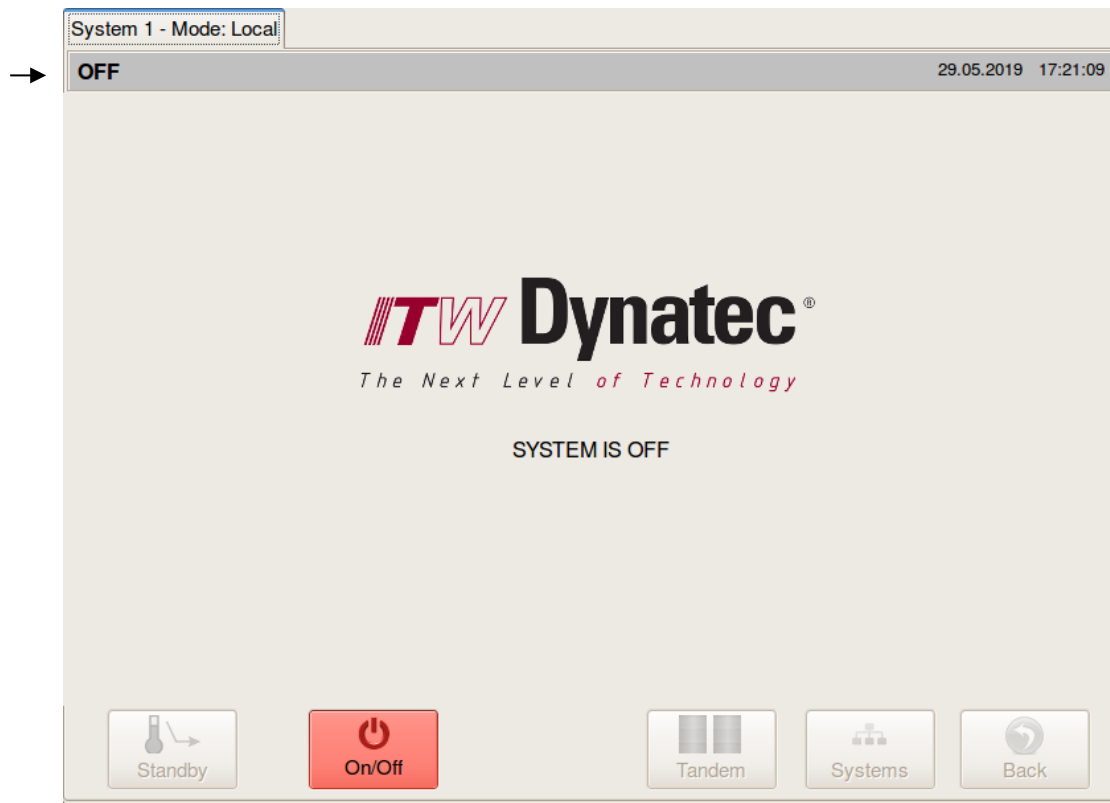 System 1 - Mode: Local
OFF 29.05.2019 17:21:09
ITW Dynatec®
The Next Level of Technology
SYSTEM IS OFF
Standby On/Off Tandem Systems Back